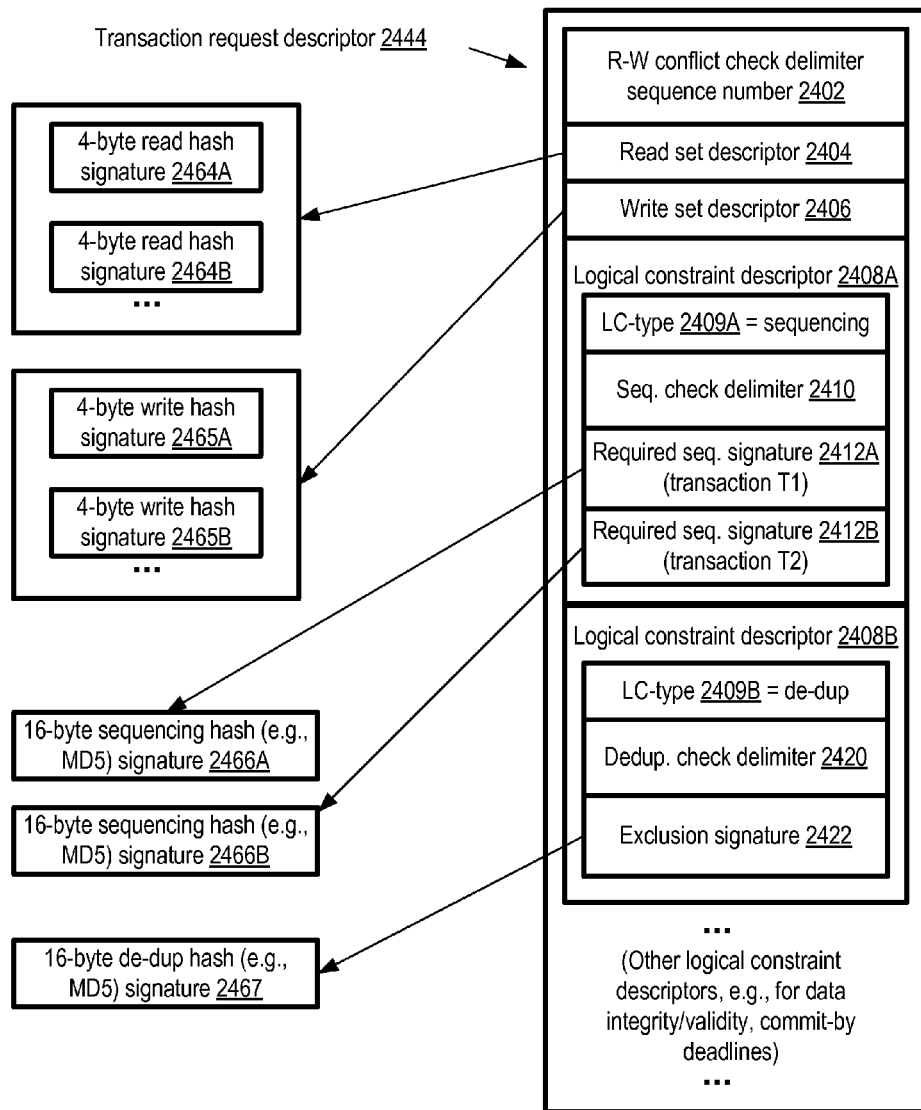 Transaction request descriptor 2444
R-W conflict check delimiter
sequence number 2402
Read set descriptor 2404
Write set descriptor 2406
Logical constraint descriptor 2408A
LC-type 2409A = sequencing
Seq. check delimiter 2410
Required seq. signature 2412A
(transaction T1)
Required seq. signature 2412B
(transaction T2)
Logical constraint descriptor 2408B
LC-type 2409B = de-dup
Dedup. check delimiter 2420
Exclusion signature 2422
...
(Other logical constraint
descriptors, e.g., for data
integrity/validity, commit-by
deadlines)
...
4-byte read hash
signature 2464A
4-byte read hash
signature 2464B
...
4-byte write hash
signature 2465A
4-byte write hash
signature 2465B
...
16-byte sequencing hash (e.g.,
MD5) signature 2466A
16-byte sequencing hash (e.g.,
MD5) signature 2466B
16-byte de-dup hash (e.g.,
MD5) signature 2467